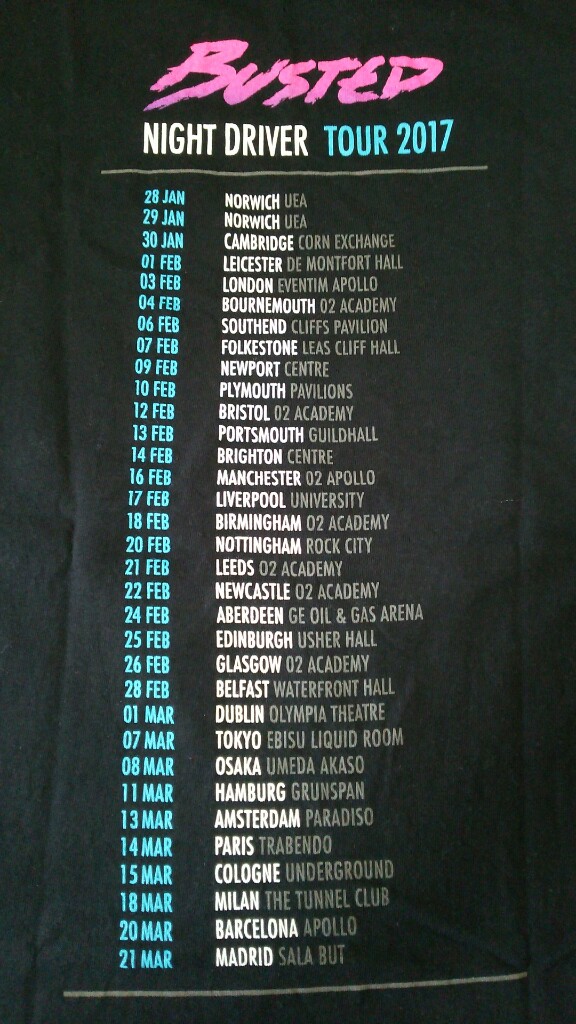 BUSTED
NIGHT DRIVER TOUR 2017
28 JAN NORWICH UEA
29 JAN NORWICH UEA
30 JAN CAMBRIDGE CORN EXCHANGE
01 FEB LEICESTER DE MONTFORT HALL
03 FEB LONDON EVENTIM APOLLO
04 FEB BOURNEMOUTH O2 ACADEMY
06 FEB SOUTHEND CLIFFS PAVILION
07 FEB FOLKESTONE LEAS CLIFF HALL
09 FEB NEWPORT CENTRE
10 FEB PLYMOUTH PAVILIONS
12 FEB BRISTOL O2 ACADEMY
13 FEB PORTSMOUTH GUILDHALL
14 FEB BRIGHTON CENTRE
16 FEB MANCHESTER O2 APOLLO
17 FEB LIVERPOOL UNIVERSITY
18 FEB BIRMINGHAM O2 ACADEMY
20 FEB NOTTINGHAM ROCK CITY
21 FEB LEEDS O2 ACADEMY
22 FEB NEWCASTLE O2 ACADEMY
24 FEB ABERDEEN GE OIL & GAS ARENA
25 FEB EDINBURGH USHER HALL
26 FEB GLASGOW O2 ACADEMY
28 FEB BELFAST WATERFRONT HALL
01 MAR DUBLIN OLYMPIA THEATRE
07 MAR TOKYO EBISU LIQUID ROOM
08 MAR OSAKA UMEDA AKASO
11 MAR HAMBURG GRUNSPAN
13 MAR AMSTERDAM PARADISO
14 MAR PARIS TRABENDO
15 MAR COLOGNE UNDERGROUND
18 MAR MILAN THE TUNNEL CLUB
20 MAR BARCELONA APOLLO
21 MAR MADRID SALA BUT